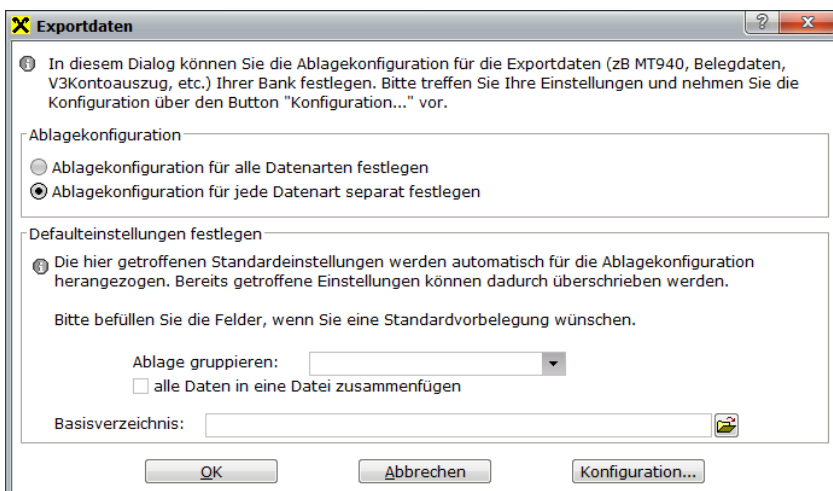 Exportdaten
In diesem Dialog können Sie die Ablagekonfiguration für die Exportdaten (zB MT940, Belegdaten,
V3Kontoauszug, etc.) Ihrer Bank festlegen. Bitte treffen Sie Ihre Einstellungen und nehmen Sie die
Konfiguration über den Button "Konfiguration..." vor.
Ablagekonfiguration
Ablagekonfiguration für alle Datenarten festlegen
Ablagekonfiguration für jede Datenart separat festlegen
Defaulteinstellungen festlegen
Die hier getroffenen Standardeinstellungen werden automatisch für die Ablagekonfiguration
herangezogen. Bereits getroffene Einstellungen können dadurch überschrieben werden.
Bitte befüllen Sie die Felder, wenn Sie eine Standardvorbelegung wünschen.
Ablage gruppieren:
alle Daten in eine Datei zusammenfügen
Basisverzeichnis:
OK Abbrechen Konfiguration...